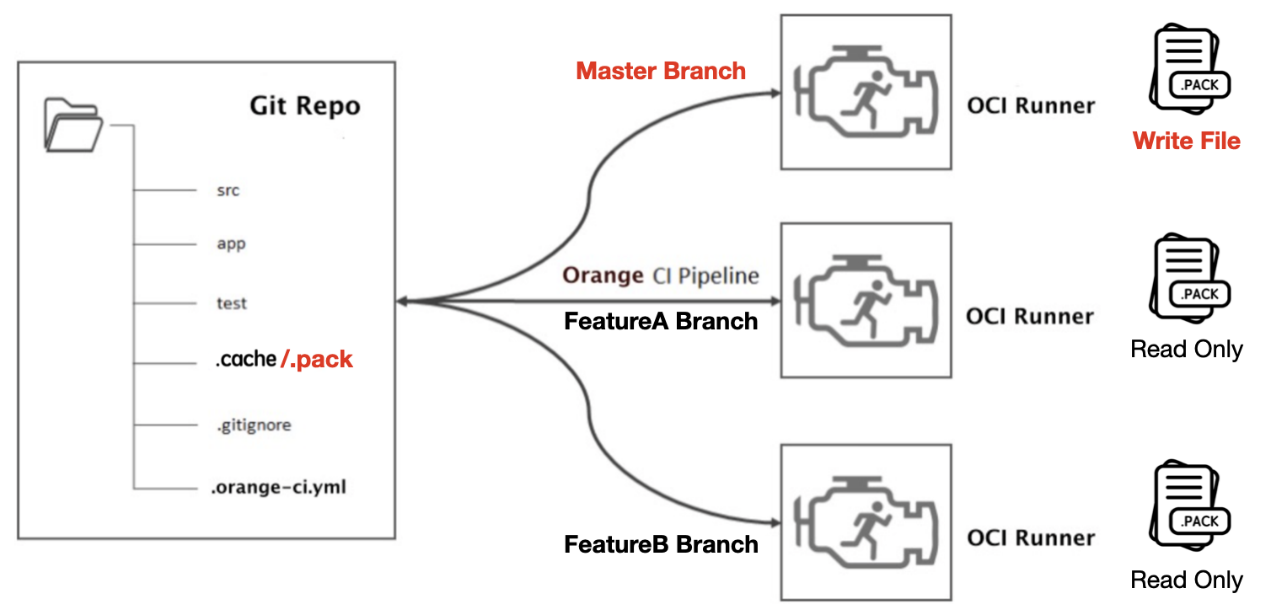 Git Repo
src
app
test
.cache/.pack
.gitignore
.orange-ci.yml
Master Branch
OCI Runner
.PACK
Write File
Orange CI Pipeline
FeatureA Branch
OCI Runner
.PACK
Read Only
FeatureB Branch
OCI Runner
.PACK
Read Only